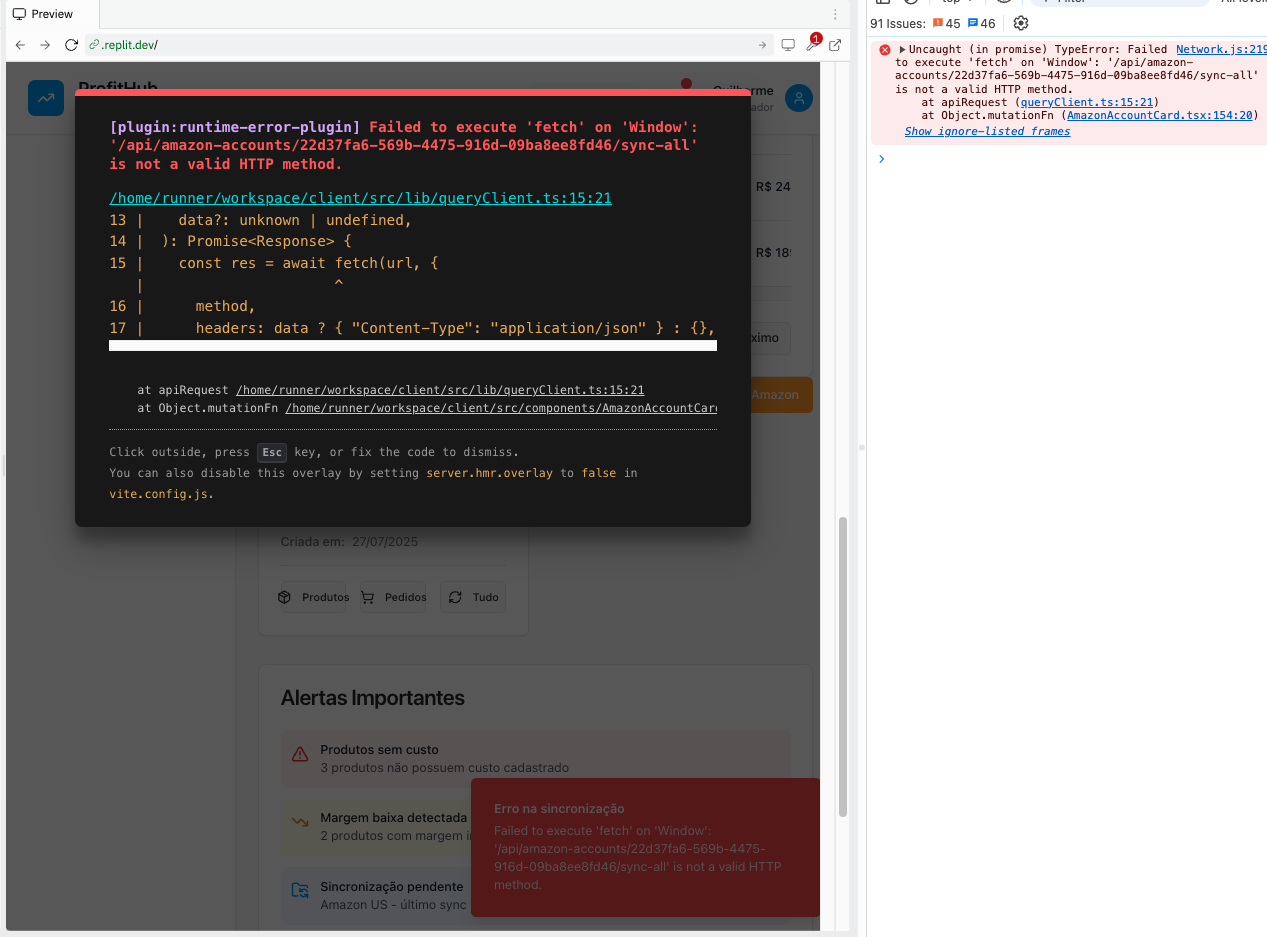 Preview
.replit.dev/
1
ProfitHub
Guilherme
ador
[plugin:runtime-error-plugin] Failed to execute 'fetch' on 'Window':
'/api/amazon-accounts/22d37fa6-569b-4475-916d-09ba8ee8fd46/sync-all'
is not a valid HTTP method.
/home/runner/workspace/client/src/lib/queryClient.ts:15:21
13 | data?: unknown | undefined,
14 | ): Promise<Response> {
15 | const res = await fetch(url, {
| ^
16 | method,
17 | headers: data ? { "Content-Type": "application/json" } : {},
at apiRequest /home/runner/workspace/client/src/lib/queryClient.ts:15:21
at Object.mutationFn /home/runner/workspace/client/src/components/AmazonAccountCard
Click outside, press Esc key, or fix the code to dismiss.
You can also disable this overlay by setting server.hmr.overlay to false in
vite.config.js.
R$ 24
R$ 189
ximo
Amazon
Criada em: 27/07/2025
Produtos
Pedidos
Tudo
Alertas Importantes
Produtos sem custo
3 produtos não possuem custo cadastrado
Margem baixa detectada
2 produtos com margem
Sincronização pendente
Amazon US - último sync
Erro na sincronização
Failed to execute 'fetch' on 'Window':
'/api/amazon-accounts/22d37fa6-569b-4475-
916d-09ba8ee8fd46/sync-all' is not a valid HTTP
method.
91 Issues: 45 46
Uncaught (in promise) TypeError: Failed Network.js:219
to execute 'fetch' on 'Window': '/api/amazon-
accounts/22d37fa6-569b-4475-916d-09ba8ee8fd46/sync-all'
is not a valid HTTP method.
at apiRequest (queryClient.ts:15:21)
at Object.mutationFn (AmazonAccountCard.tsx:154:20)
Show ignore-listed frames